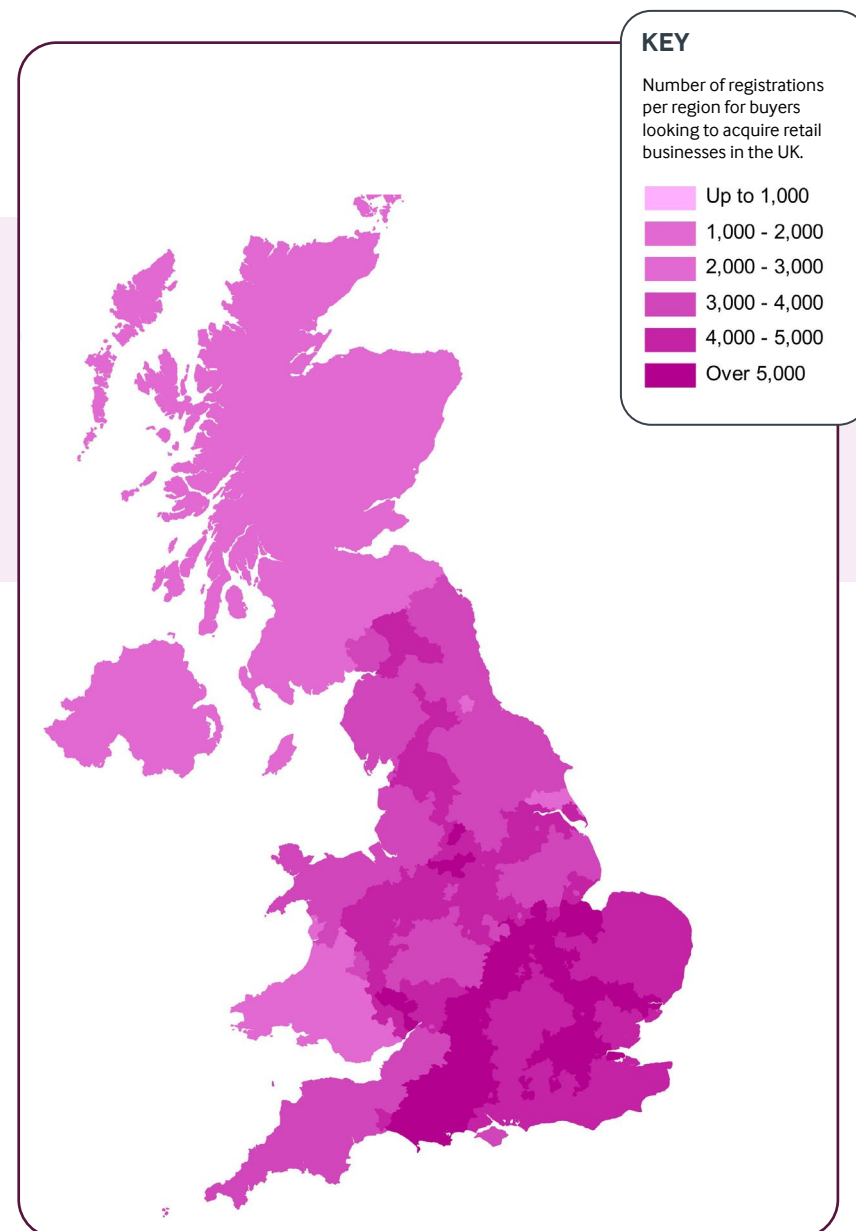 KEY
Number of registrations
per region for buyers
looking to acquire retail
businesses in the UK.
Up to 1,000
1,000 - 2,000
2,000 - 3,000
3,000 - 4,000
4,000 - 5,000
Over 5,000